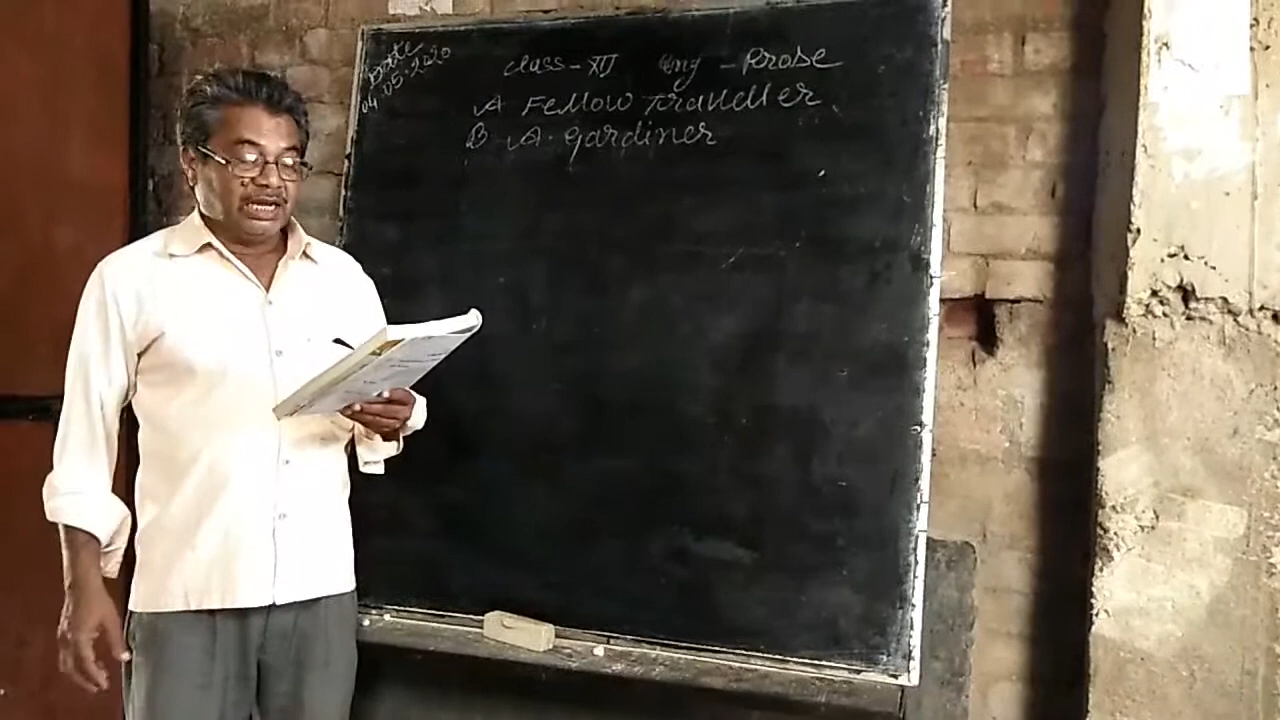 Date
04.05.2020
Class-XII Eng - Prose
A Fellow Traveller
B A. gardiner